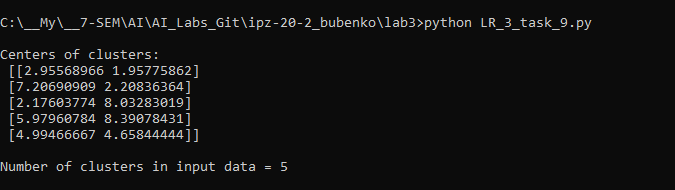 C:\__My\__7-SEM\AI\AI_Labs_Git\ipz-20-2_bubenko\lab3>python LR_3_task_9.py
Centers of clusters:
[[2.95568966 1.95775862]
[7.20690909 2.20836364]
[2.17603774 8.03283019]
[5.97960784 8.39078431]
[4.99466667 4.65844444]]
Number of clusters in input data = 5